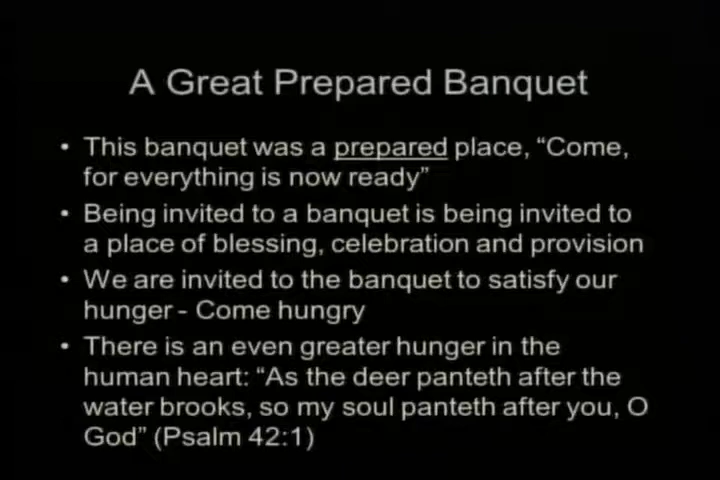 A Great Prepared Banquet
• This banquet was a prepared place, “Come,
for everything is now ready”
• Being invited to a banquet is being invited to
a place of blessing, celebration and provision
• We are invited to the banquet to satisfy our
hunger - Come hungry
• There is an even greater hunger in the
human heart: “As the deer panteth after the
water brooks, so my soul panteth after you, O
God” (Psalm 42:1)